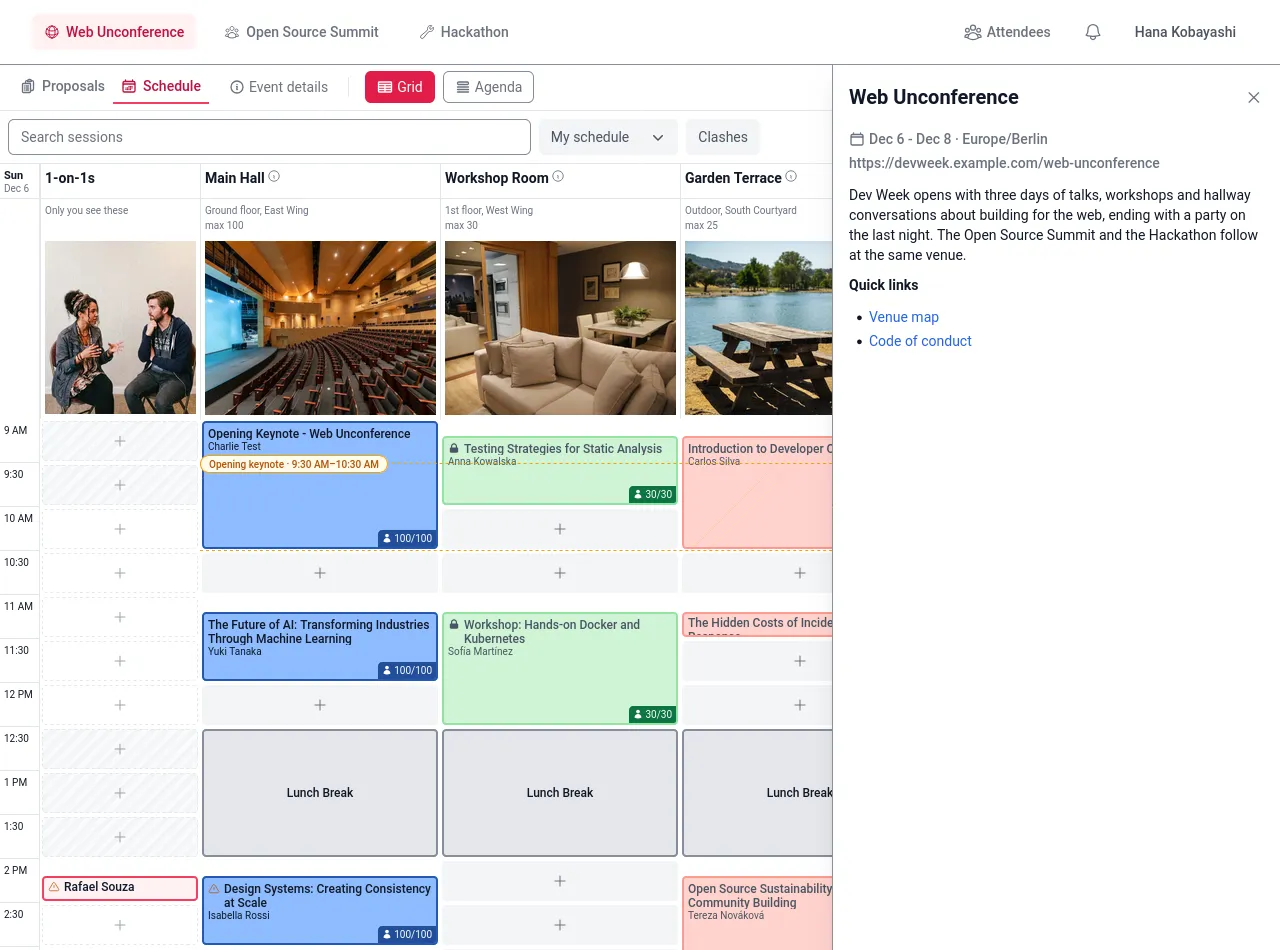 Web Unconference
Open Source Summit
Hackathon
Attendees
Hana Kobayashi
Proposals
Schedule
Event details
Grid
Agenda
Search sessions
My schedule
Clashes
Sun
Dec 6
1-on-1s
Main Hall
Workshop Room
Garden Terrace
Only you see these
Ground floor, East Wing
max 100
1st floor, West Wing
max 30
Outdoor, South Courtyard
max 25
9 AM
9:30
10 AM
10:30
11 AM
11:30
12 PM
12:30
1 PM
1:30
2 PM
2:30
Opening Keynote - Web Unconference
Charlie Test
Opening keynote · 9:30 AM–10:30 AM
100/100
Testing Strategies for Static Analysis
Anna Kowalska
30/30
Introduction to Developer
Carlos Silva
The Future of AI: Transforming Industries
Through Machine Learning
Yuki Tanaka
100/100
Workshop: Hands-on Docker and
Kubernetes
Sofía Martínez
30/30
The Hidden Costs of Incide
Lunch Break
Lunch Break
Lunch Break
Rafael Souza
Design Systems: Creating Consistency
at Scale
Isabella Rossi
100/100
Open Source Sustainability
Community Building
Tereza Nováková
Web Unconference
Dec 6 - Dec 8 · Europe/Berlin
https://devweek.example.com/web-unconference
Dev Week opens with three days of talks, workshops and hallway
conversations about building for the web, ending with a party on
the last night. The Open Source Summit and the Hackathon follow
at the same venue.
Quick links
Venue map
Code of conduct